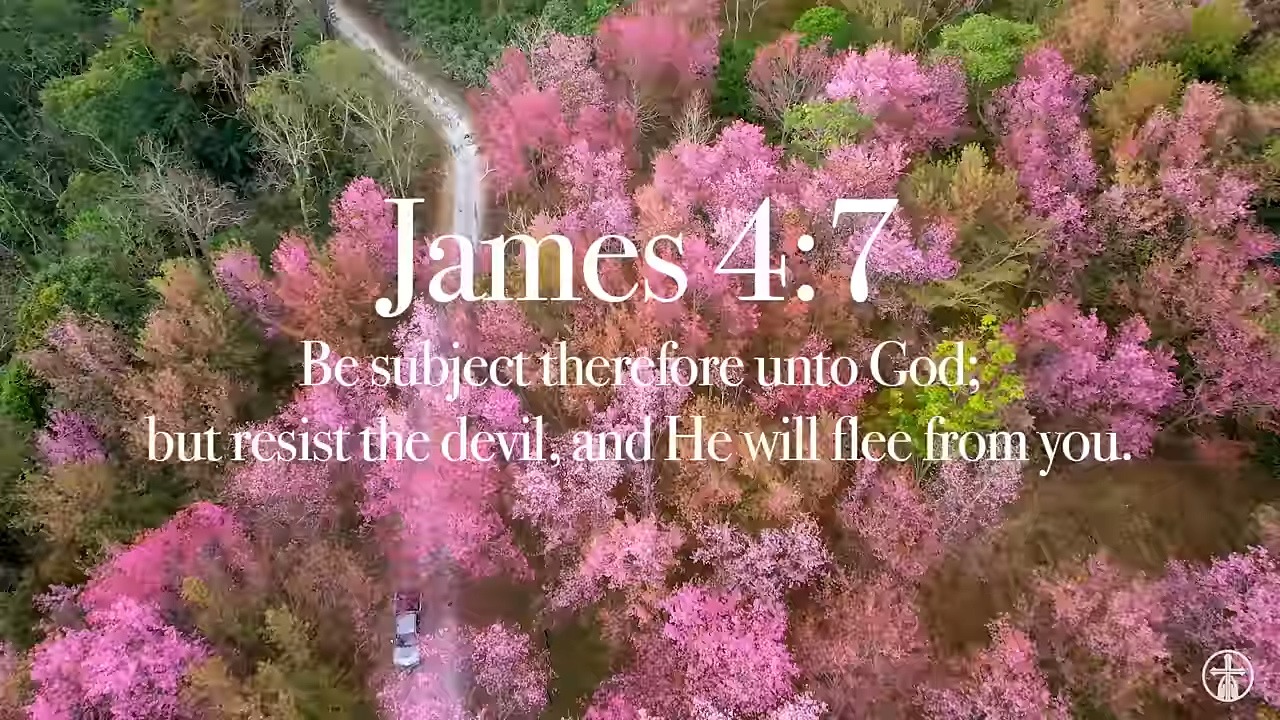 James 4:7
Be subject therefore unto God;
but resist the devil, and He will flee from you.